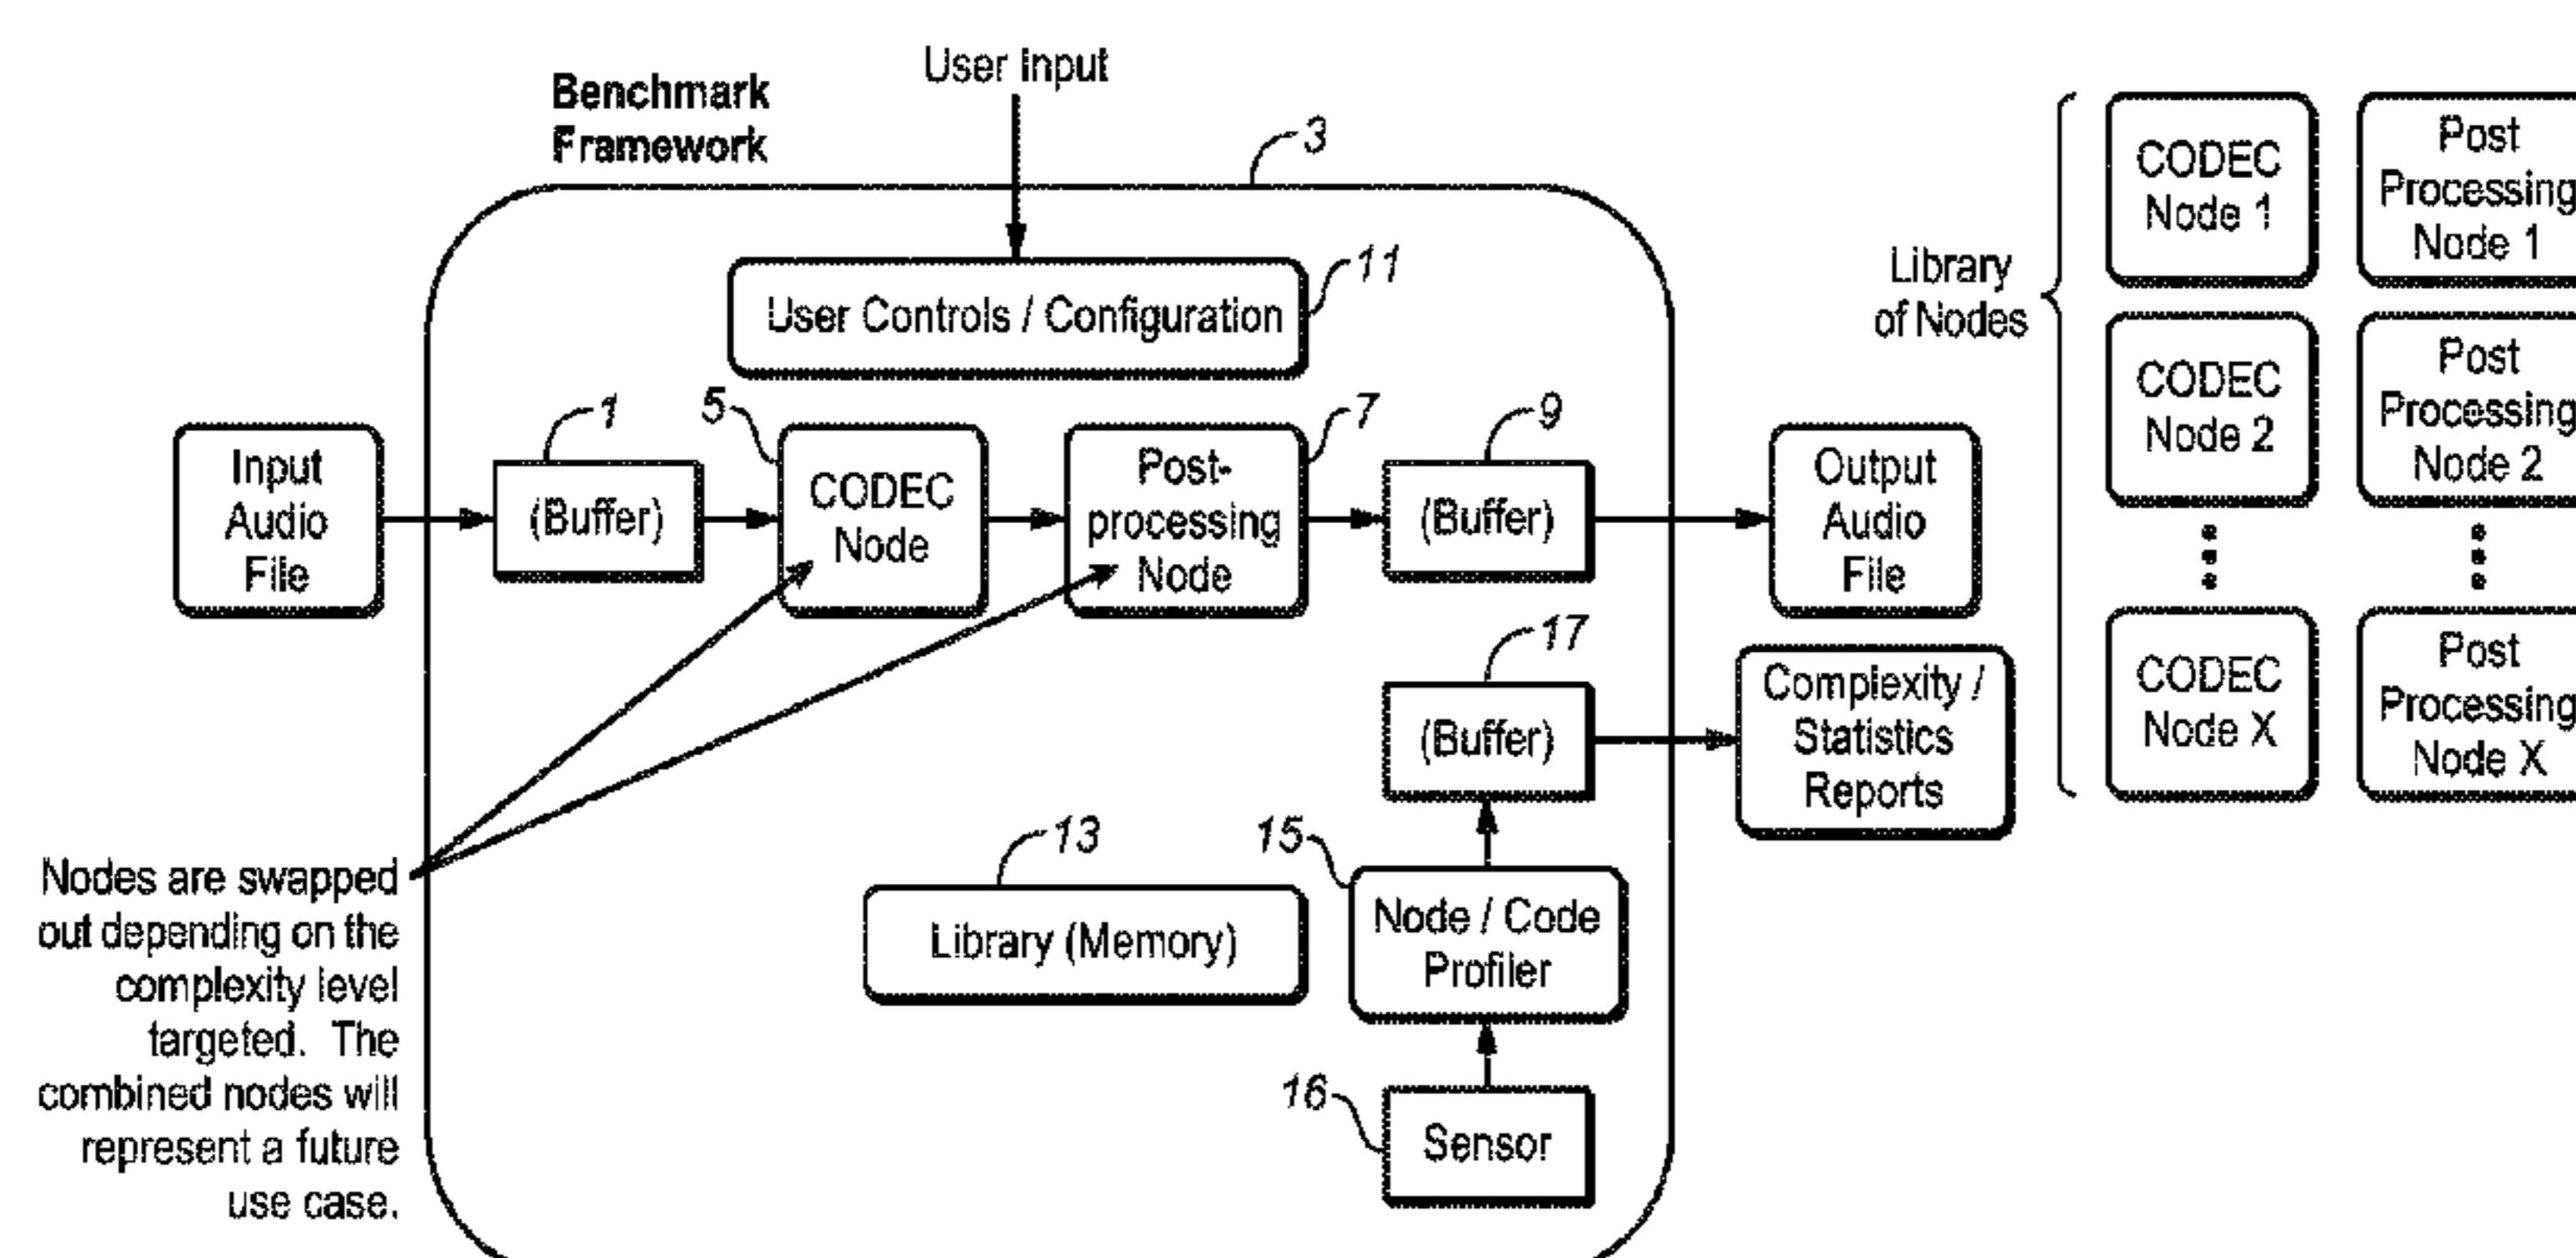 Benchmark
Framework
User Input
3
User Controls / Configuration
11
Input
Audio
File
1
(Buffer)
5
CODEC
Node
7
Post-
processing
Node
9
(Buffer)
Output
Audio
File
17
(Buffer)
Complexity /
Statistics
Reports
13
Library (Memory)
15
Node / Code
Profiler
16
Sensor
Nodes are swapped
out depending on the
complexity level
targeted. The
combined nodes will
represent a future
use case.
Library
of Nodes
CODEC
Node 1
Post
Processing
Node 1
CODEC
Node 2
Post
Processing
Node 2
CODEC
Node X
Post
Processing
Node X